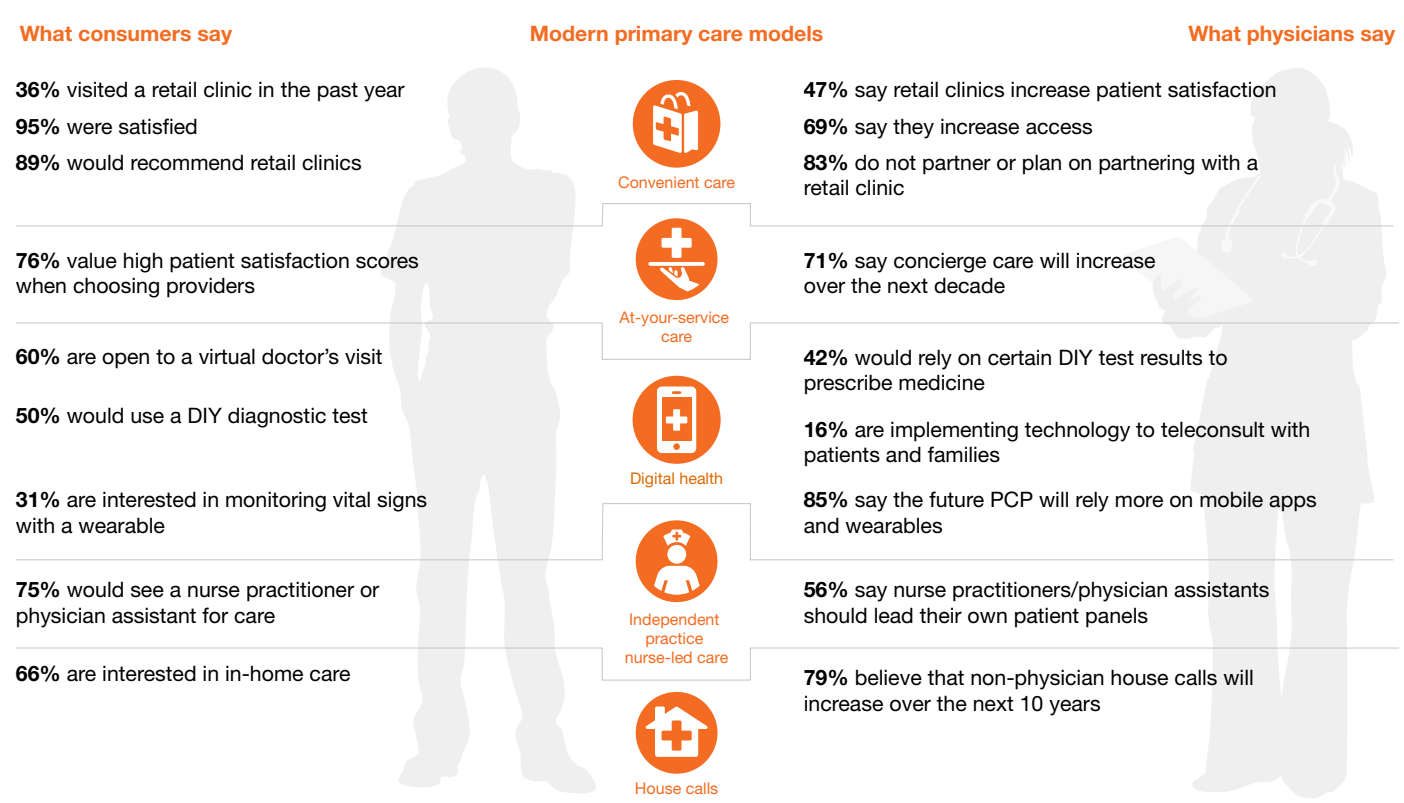 What consumers say
Modern primary care models
What physicians say
36% visited a retail clinic in the past year
95% were satisfied
89% would recommend retail clinics
Convenient care
47% say retail clinics increase patient satisfaction
69% say they increase access
83% do not partner or plan on partnering with a
retail clinic
76% value high patient satisfaction scores
when choosing providers
At-your-service
care
71% say concierge care will increase
over the next decade
60% are open to a virtual doctor’s visit
50% would use a DIY diagnostic test
31% are interested in monitoring vital signs
with a wearable
Digital health
42% would rely on certain DIY test results to
prescribe medicine
16% are implementing technology to teleconsult with
patients and families
85% say the future PCP will rely more on mobile apps
and wearables
75% would see a nurse practitioner or
physician assistant for care
Independent
practice
nurse-led care
56% say nurse practitioners/physician assistants
should lead their own patient panels
66% are interested in in-home care
House calls
79% believe that non-physician house calls will
increase over the next 10 years